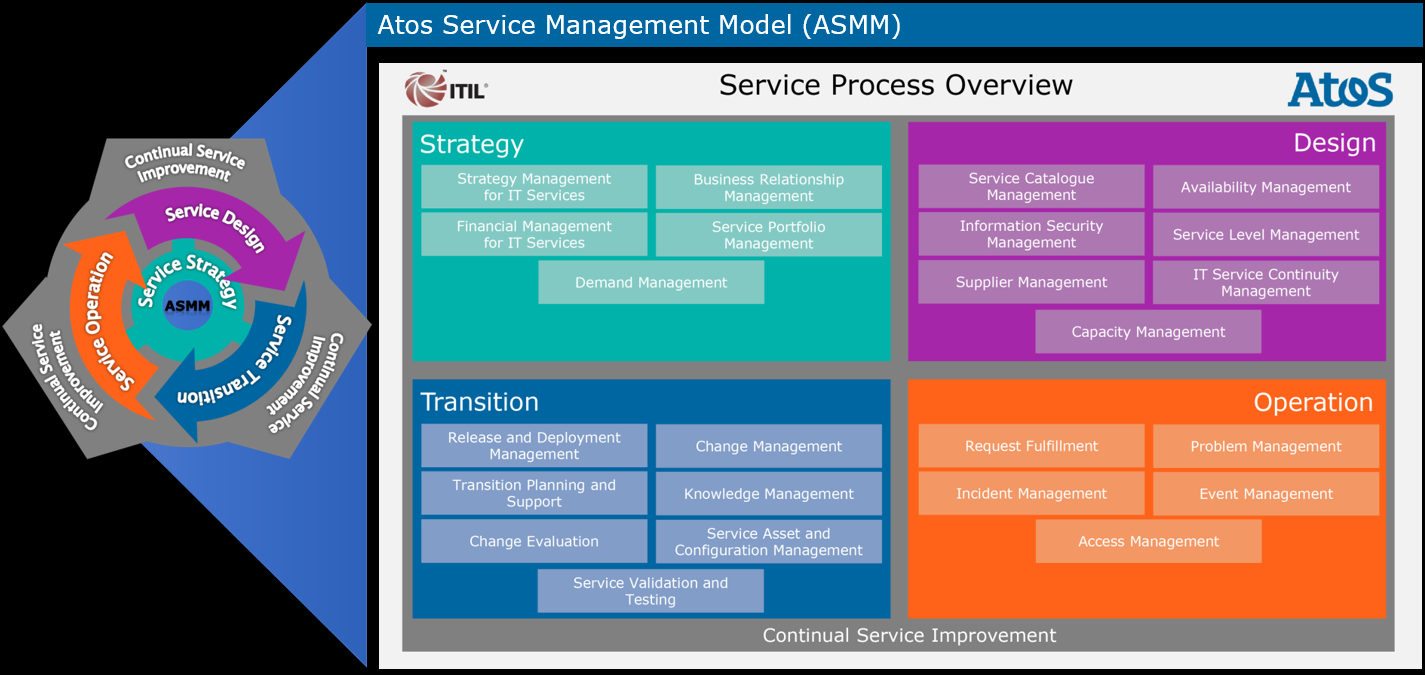 Atos Service Management Model (ASMM)
ITIL®
™
Service Process Overview
Atos
Continual Service
Improvement
Service Design
Service Strategy
ASMM
Service Operation
Service Transition
Continual Service
Improvement
Continual Service
Improvement
Strategy
Strategy Management
for IT Services
Business Relationship
Management
Financial Management
for IT Services
Service Portfolio
Management
Demand Management
Design
Service Catalogue
Management
Availability Management
Information Security
Management
Service Level Management
Supplier Management
IT Service Continuity
Management
Capacity Management
Transition
Release and Deployment
Management
Change Management
Transition Planning and
Support
Knowledge Management
Change Evaluation
Service Asset and
Configuration Management
Service Validation and
Testing
Operation
Request Fulfillment
Problem Management
Incident Management
Event Management
Access Management
Continual Service Improvement